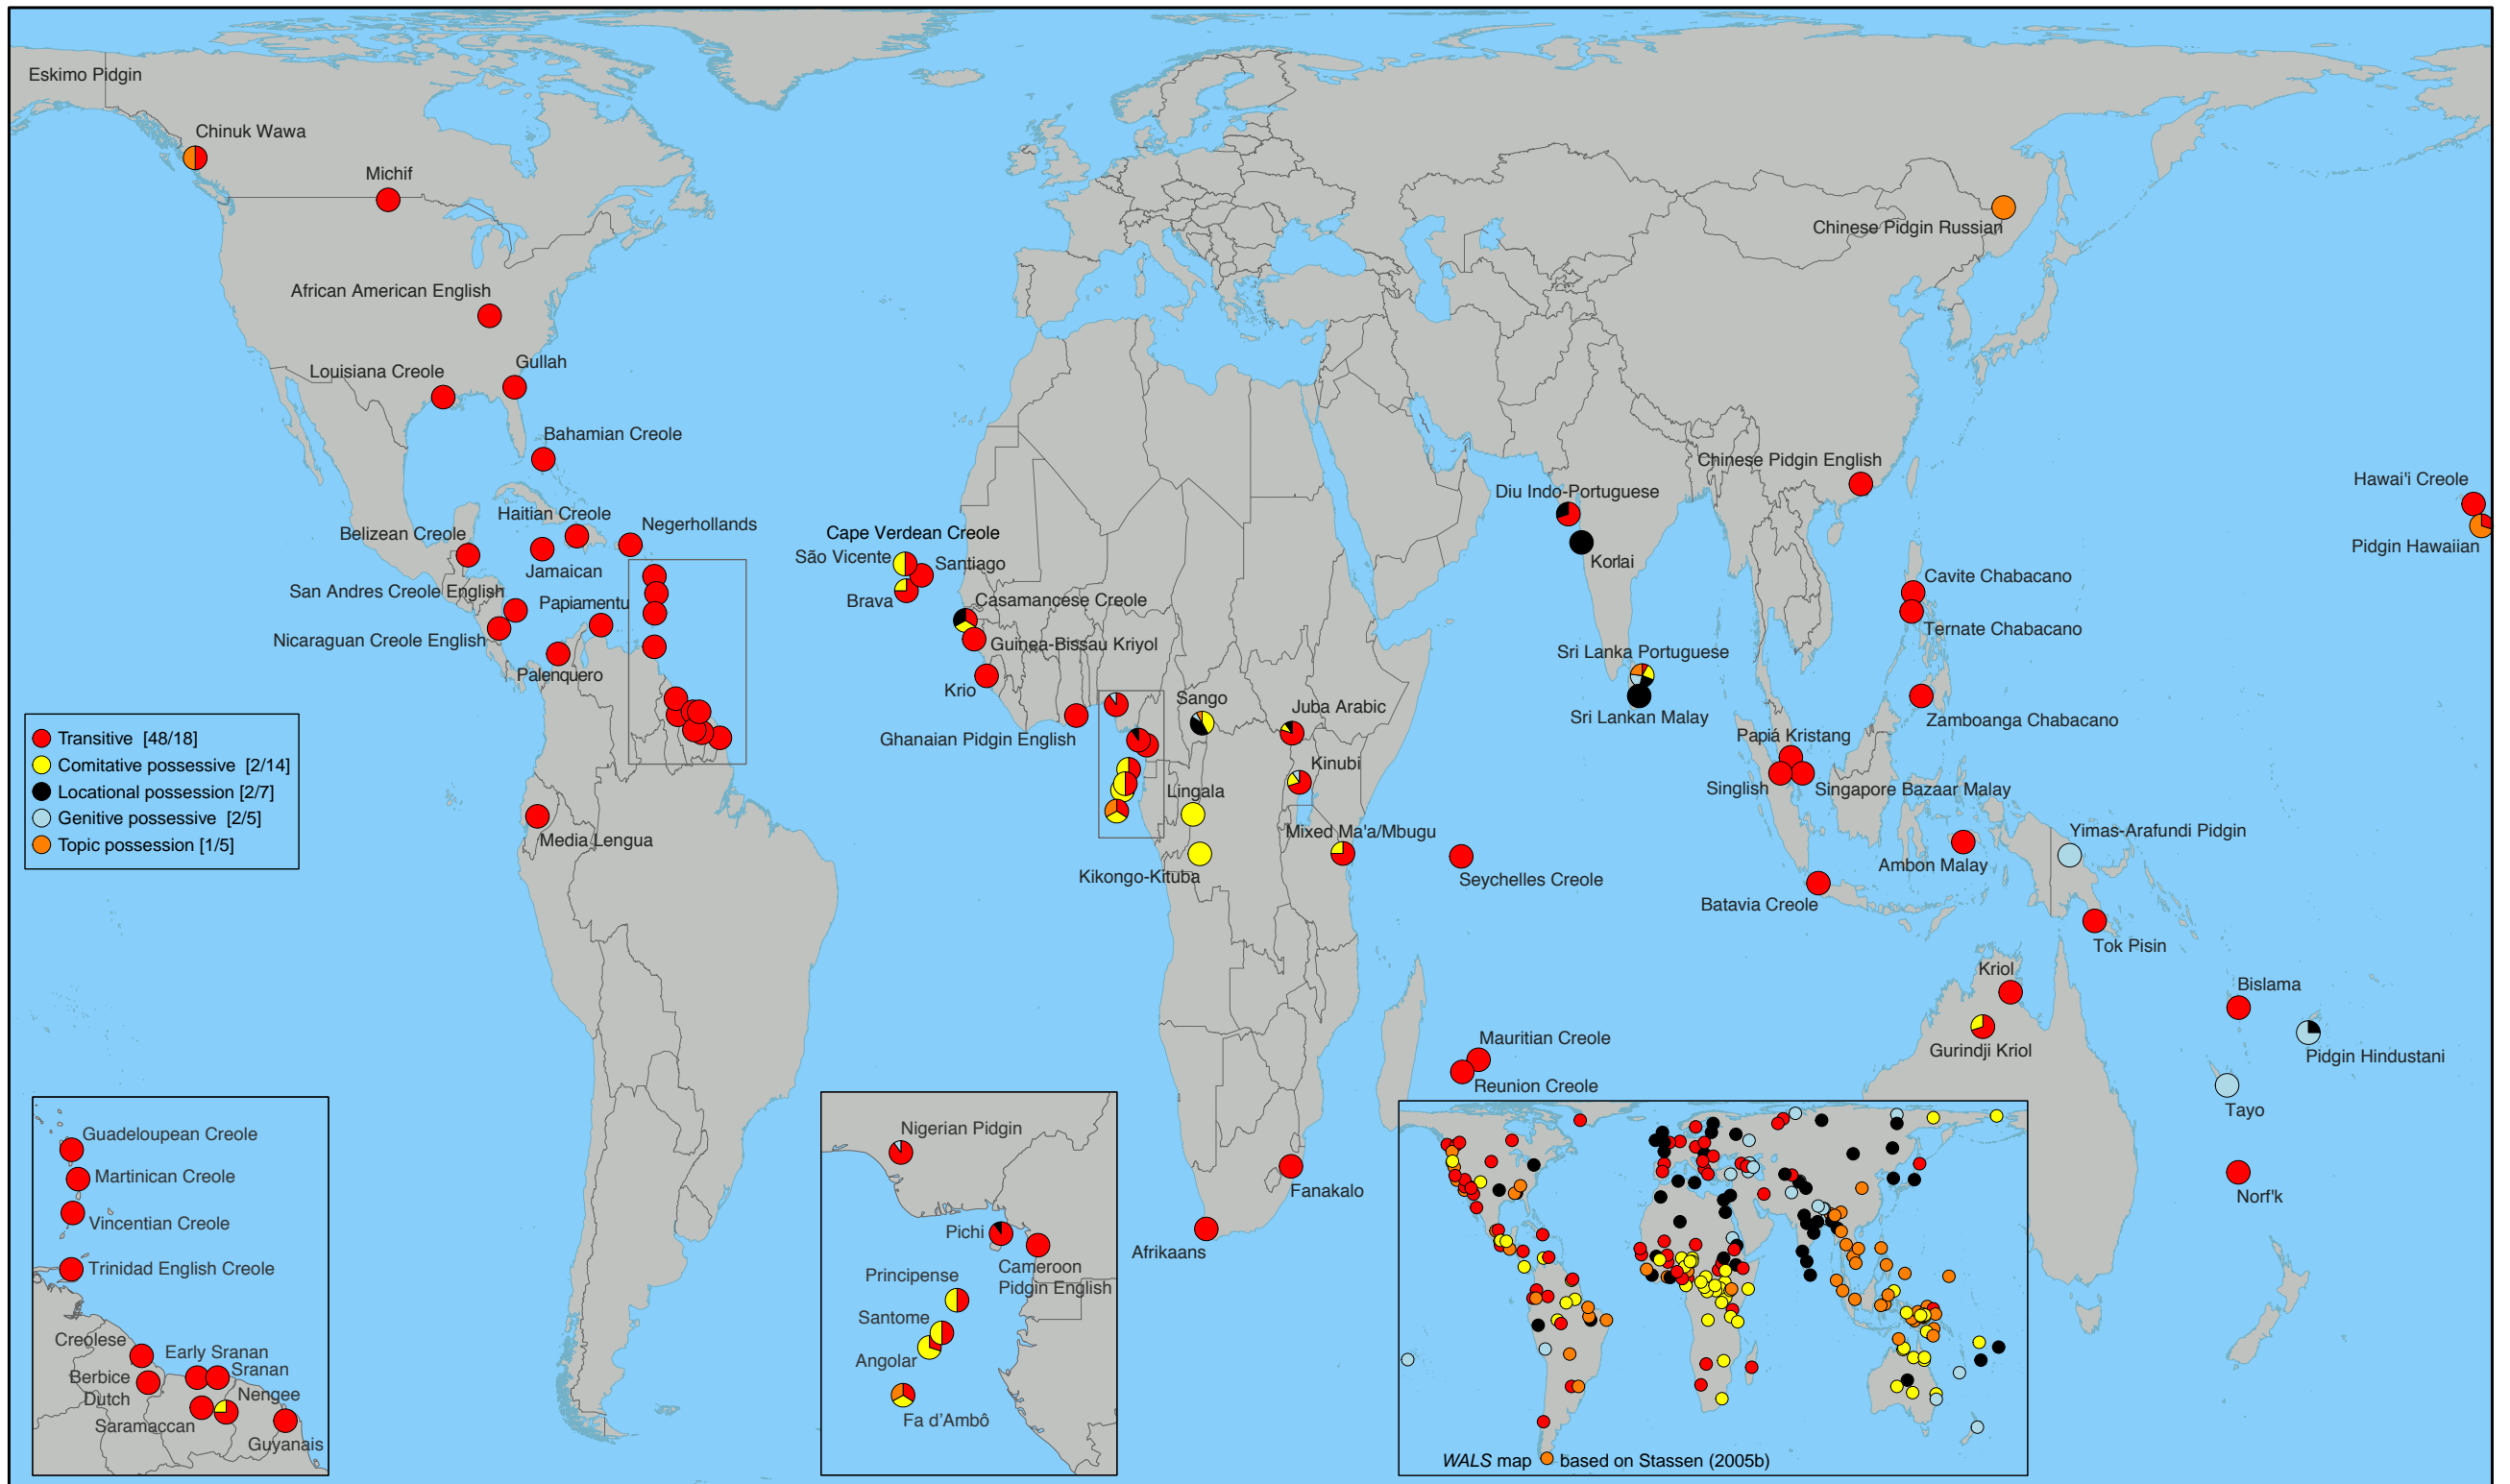 Eskimo Pidgin
Chinuk Wawa
Michif
African American English
Gullah
Louisiana Creole
Bahamian Creole
Haitian Creole
Negerhollands
Belizean Creole
Jamaican
San Andres Creole English
Papiamentu
Nicaraguan Creole English
Palenquero
Media Lengua
Transitive [48/18]
Comitative possessive [2/14]
Locational possession [2/7]
Genitive possessive [2/5]
Topic possession [1/5]
Cape Verdean Creole
São Vicente
Santiago
Brava
Casamancese Creole
Guinea-Bissau Kriyol
Krio
Ghanaian Pidgin English
Sango
Juba Arabic
Kinubi
Lingala
Mixed Ma'a/Mbugu
Kikongo-Kituba
Seychelles Creole
Mauritian Creole
Reunion Creole
Fanakalo
Afrikaans
Chinese Pidgin Russian
Chinese Pidgin English
Diu Indo-Portuguese
Korlai
Sri Lanka Portuguese
Sri Lankan Malay
Hawai'i Creole
Pidgin Hawaiian
Cavite Chabacano
Ternate Chabacano
Zamboanga Chabacano
Papiá Kristang
Singlish
Singapore Bazaar Malay
Yimas-Arafundi Pidgin
Ambon Malay
Batavia Creole
Tok Pisin
Kriol
Bislama
Gurindji Kriol
Pidgin Hindustani
Tayo
Norf'k
Guadeloupean Creole
Martinican Creole
Vincentian Creole
Trinidad English Creole
Creolese
Early Sranan
Sranan
Berbice
Dutch
Nengee
Saramaccan
Guyanais
Nigerian Pidgin
Pichi
Cameroon
Pidgin English
Principense
Santome
Angolar
Fa d'Ambô
WALS map based on Stassen (2005b)